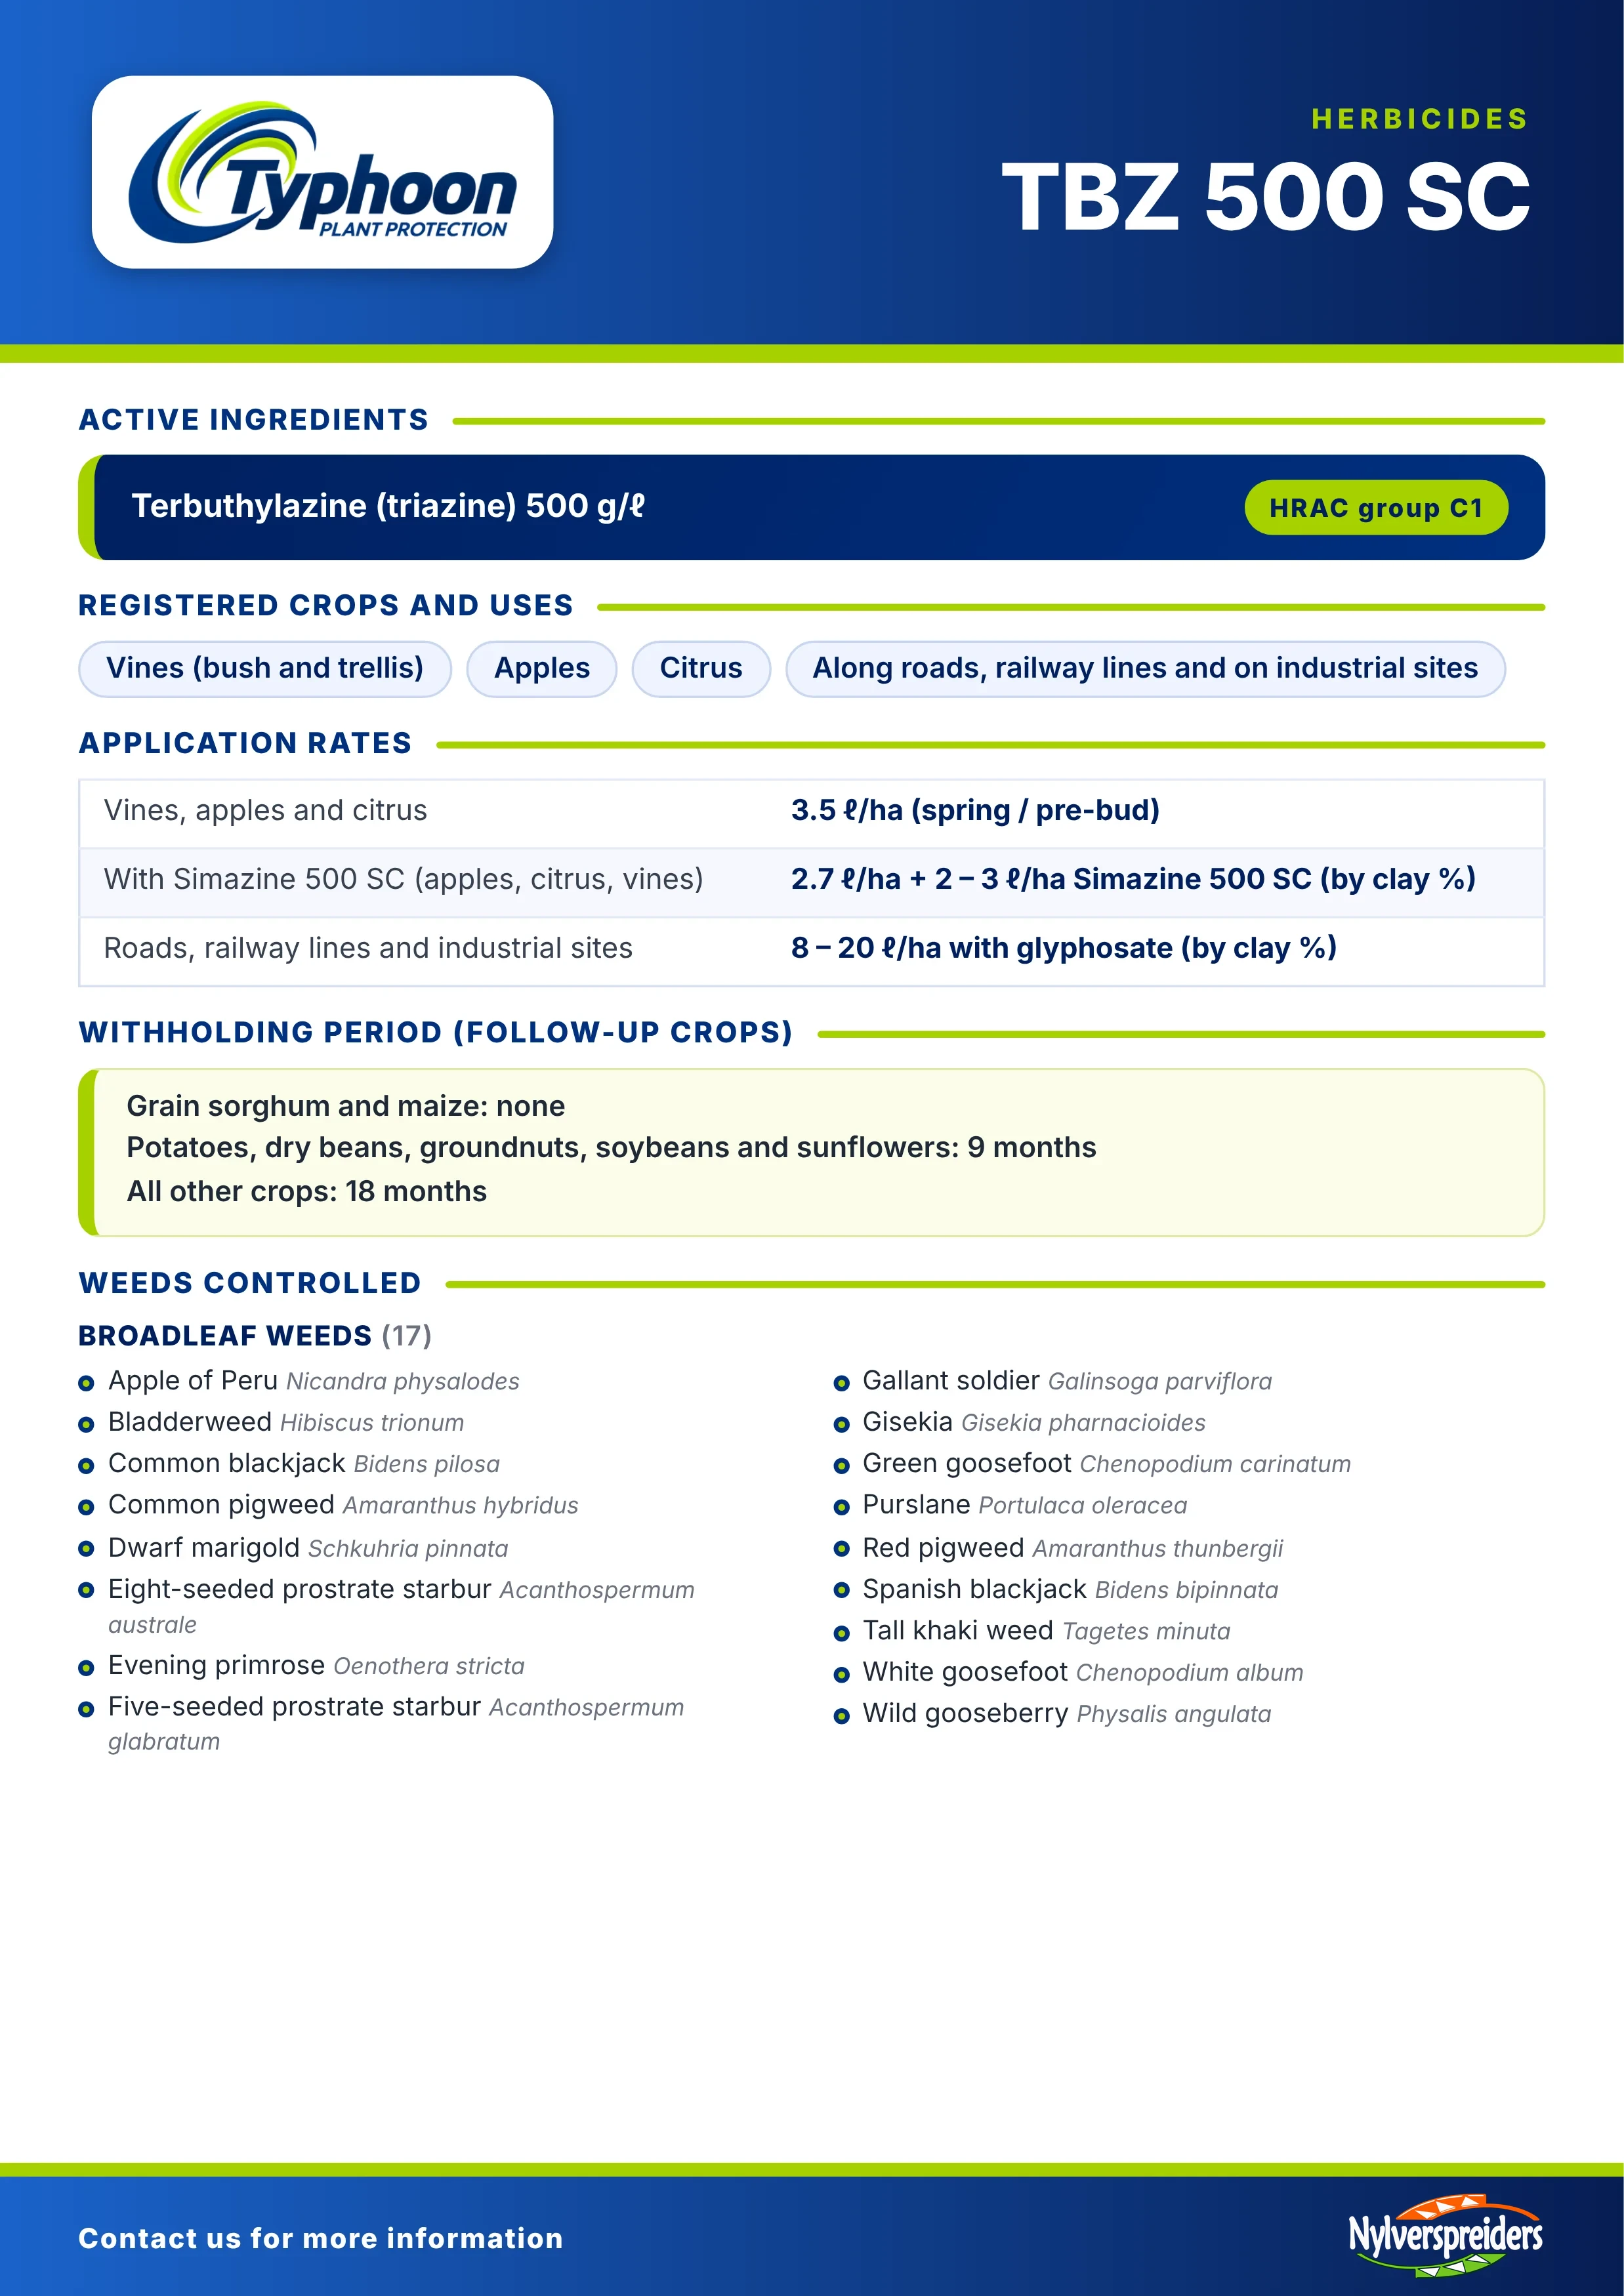 Typhoon
PLANT PROTECTION
HERBICIDES
TBZ 500 SC
ACTIVE INGREDIENTS
Terbuthylazine (triazine) 500 g/ℓ
HRAC group C1
REGISTERED CROPS AND USES
Vines (bush and trellis)
Apples
Citrus
Along roads, railway lines and on industrial sites
APPLICATION RATES
Vines, apples and citrus 3.5 ℓ/ha (spring / pre-bud)
With Simazine 500 SC (apples, citrus, vines) 2.7 ℓ/ha + 2 – 3 ℓ/ha Simazine 500 SC (by clay %)
Roads, railway lines and industrial sites 8 – 20 ℓ/ha with glyphosate (by clay %)
WITHHOLDING PERIOD (FOLLOW-UP CROPS)
Grain sorghum and maize: none
Potatoes, dry beans, groundnuts, soybeans and sunflowers: 9 months
All other crops: 18 months
WEEDS CONTROLLED
BROADLEAF WEEDS (17)
Apple of Peru Nicandra physalodes
Bladderweed Hibiscus trionum
Common blackjack Bidens pilosa
Common pigweed Amaranthus hybridus
Dwarf marigold Schkuhria pinnata
Eight-seeded prostrate starbur Acanthospermum
australe
Evening primrose Oenothera stricta
Five-seeded prostrate starbur Acanthospermum
glabratum
Gallant soldier Galinsoga parviflora
Gisekia Gisekia pharnacioides
Green goosefoot Chenopodium carinatum
Purslane Portulaca oleracea
Red pigweed Amaranthus thunbergii
Spanish blackjack Bidens bipinnata
Tall khaki weed Tagetes minuta
White goosefoot Chenopodium album
Wild gooseberry Physalis angulata
Contact us for more information
Nylverspreiders